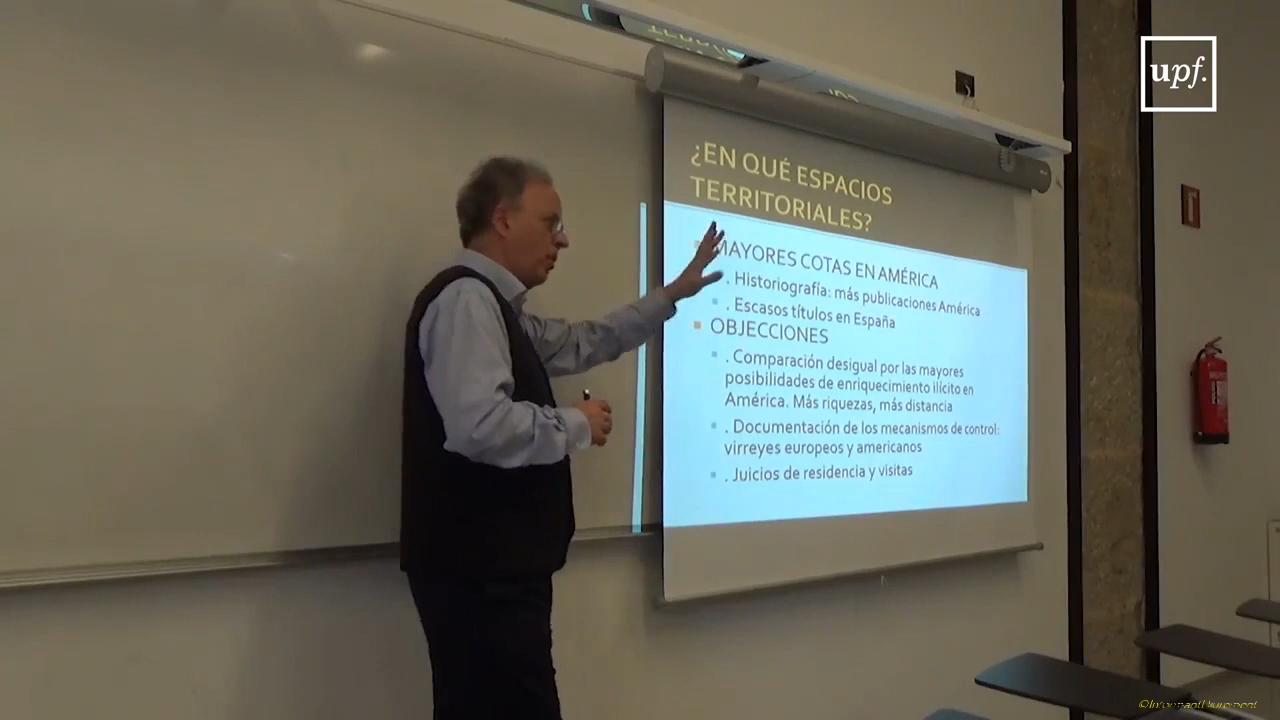 upf.
¿EN QUÉ ESPACIOS
TERRITORIALES?
MAYORES COTAS EN AMÉRICA
. Historiografía: más publicaciones América
. Escasos títulos en España
OBJECCIONES
. Comparación desigual por las mayores
posibilidades de enriquecimiento ilícito en
América. Más riquezas, más distancia
. Documentación de los mecanismos de control:
virreyes europeos y americanos
. Juicios de residencia y visitas